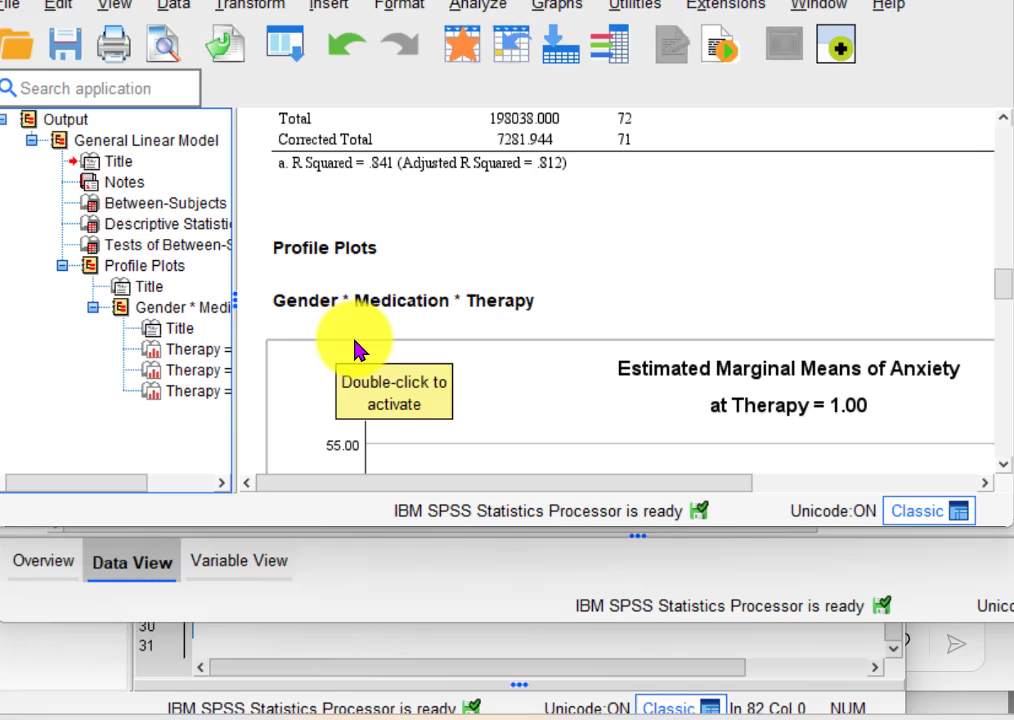 File Edit View Data Transform Insert Format Analyze Graphs Utilities Extensions Window Help
Search application
Output
General Linear Model
Title
Notes
Between-Subjects
Descriptive Statisti
Tests of Between-S
Profile Plots
Title
Gender * Medi
Title
Therapy =
Therapy =
Therapy =
Total 198038.000 72
Corrected Total 7281.944 71
a. R Squared = .841 (Adjusted R Squared = .812)
Profile Plots
Gender * Medication * Therapy
Double-click to
activate
Estimated Marginal Means of Anxiety
at Therapy = 1.00
55.00
IBM SPSS Statistics Processor is ready Unicode:ON Classic
Overview Data View Variable View
IBM SPSS Statistics Processor is ready Unico
30
31
IBM SPSS Statistics Processor is ready Unicode:ON Classic In 82 Col 0 NUM